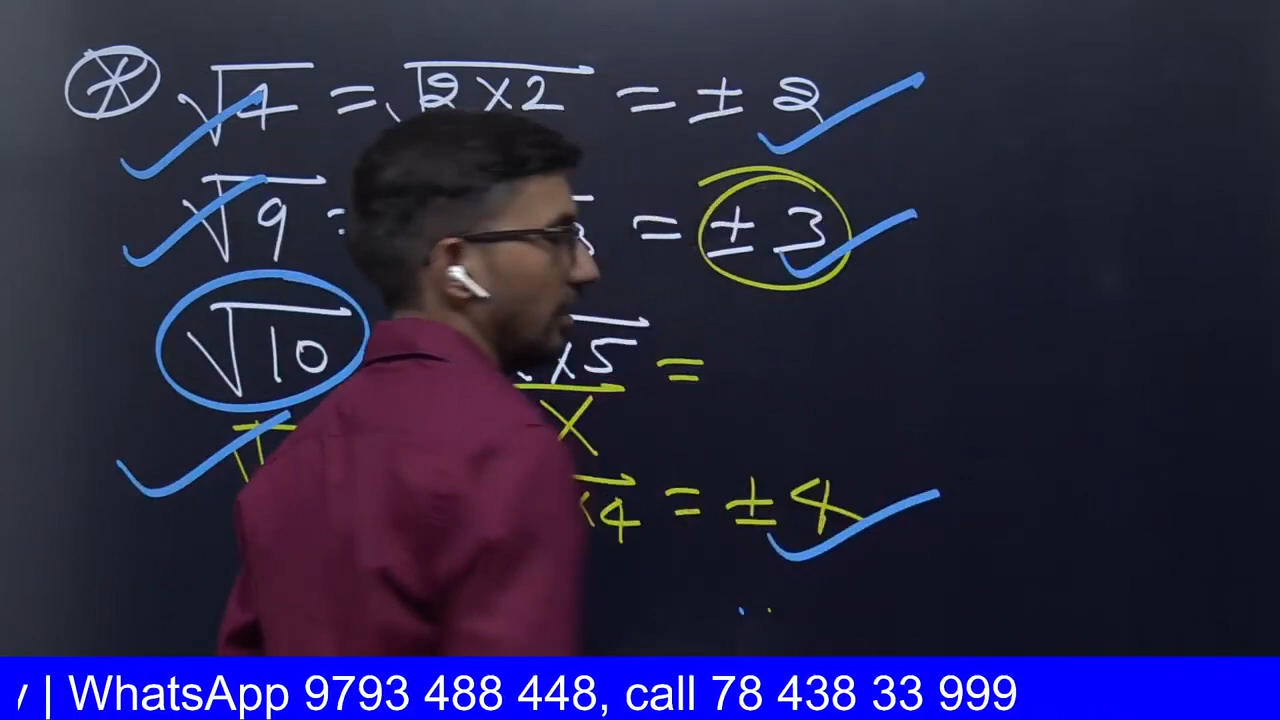 √4 = √2×2 = ± 2
√9 = = ± 3
√10 ×5 =
×
×4 = ± 4
| WhatsApp 9793 488 448, call 78 438 33 999